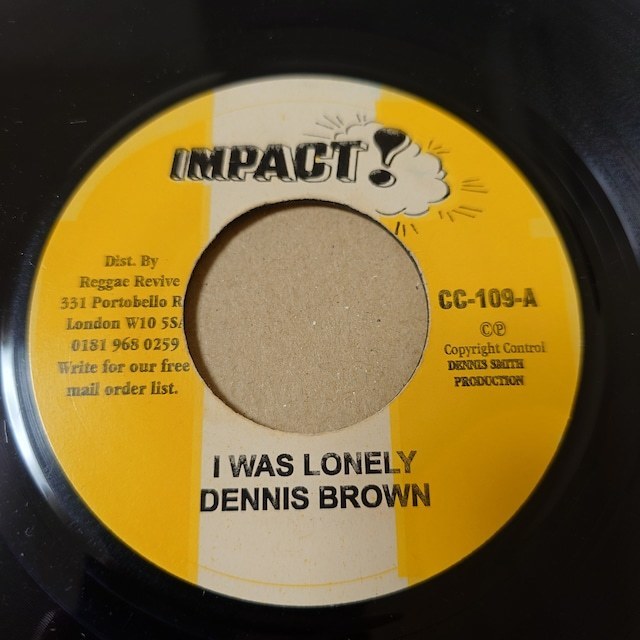 IMPACT!
Dist. By
Reggae Revive
331 Portobello R
London W10 5S
0181 968 0259
Write for our free
mail order list.
CC-109-A
©℗
Copyright Control
DENNIS SMITH
PRODUCTION
I WAS LONELY
DENNIS BROWN